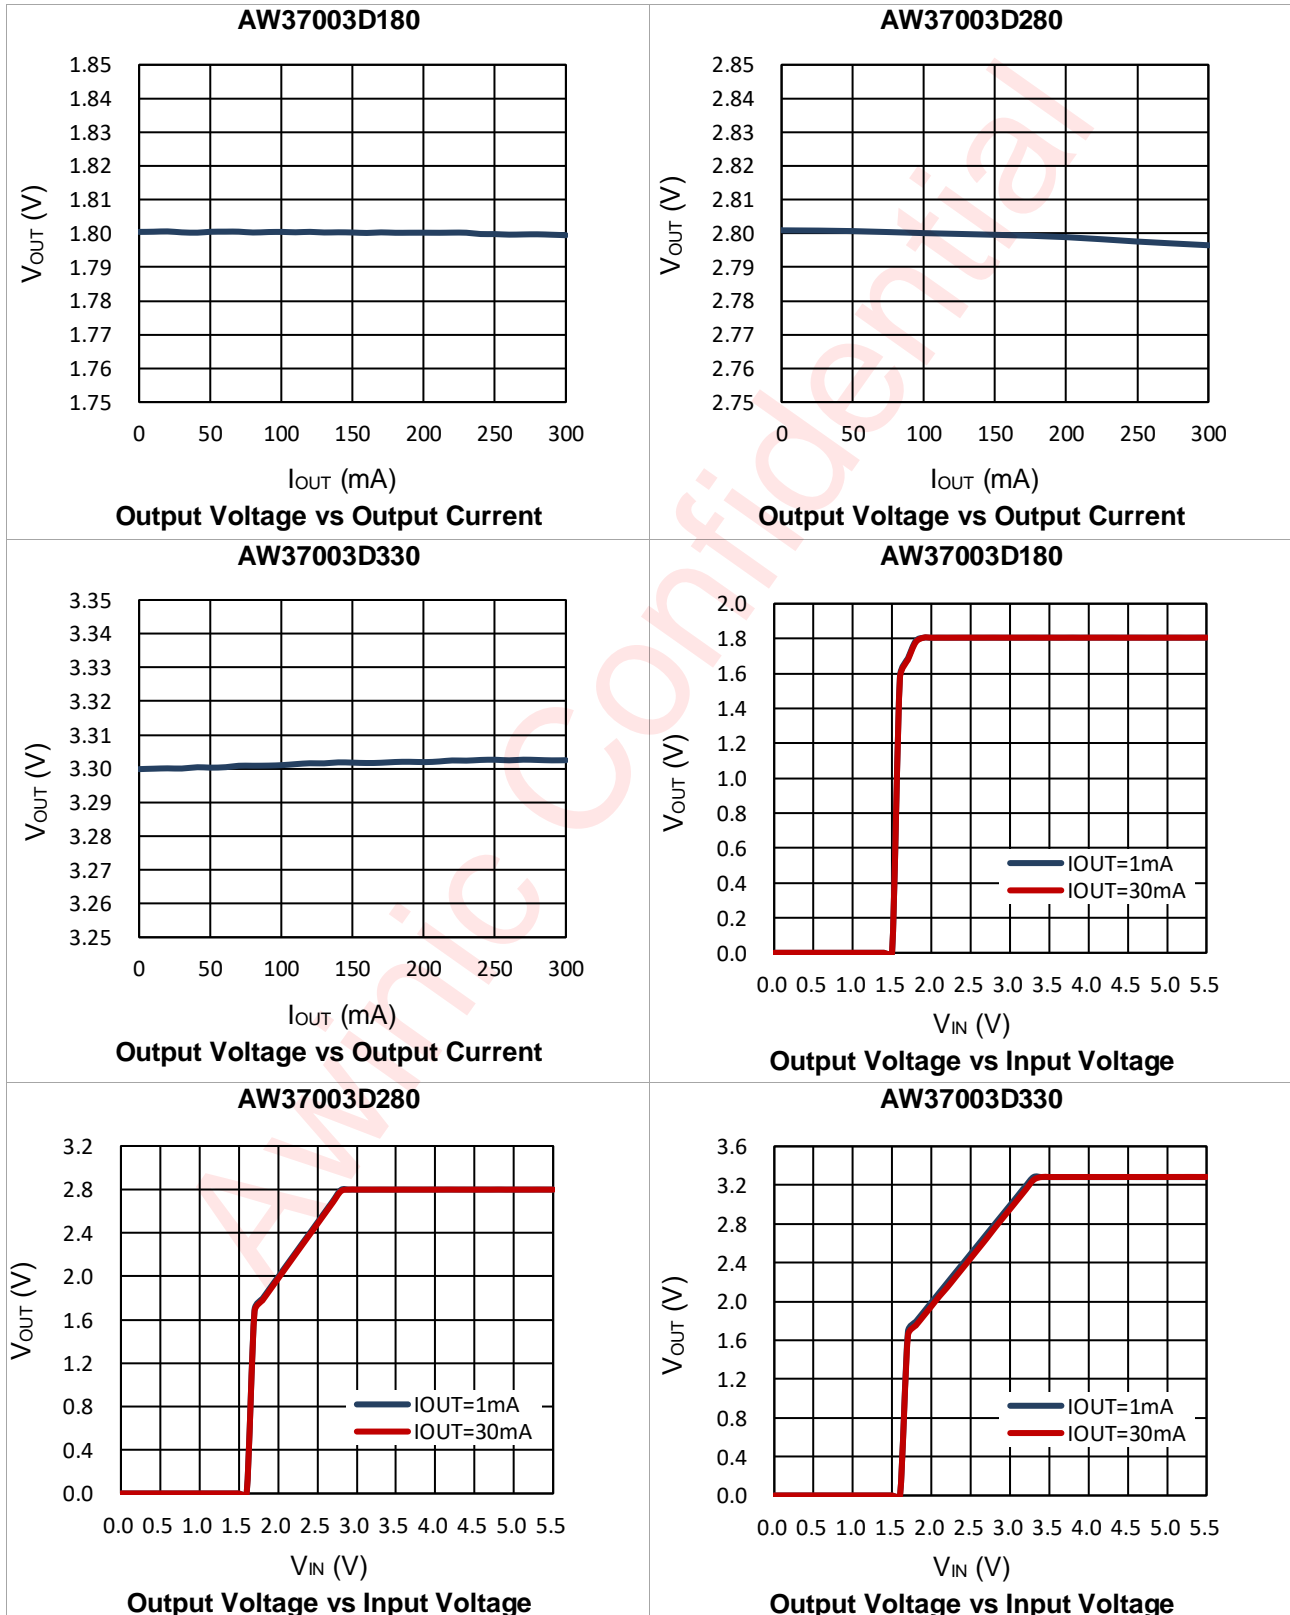 AW37003D180
1.85
1.84
1.83
1.82
1.81
1.80
1.79
1.78
1.77
1.76
1.75
VOUT (V)
0 50 100 150 200 250 300
IOUT (mA)
Output Voltage vs Output Current
AW37003D280
2.85
2.84
2.83
2.82
2.81
2.80
2.79
2.78
2.77
2.76
2.75
VOUT (V)
0 50 100 150 200 250 300
IOUT (mA)
Output Voltage vs Output Current
AW37003D330
3.35
3.34
3.33
3.32
3.31
3.30
3.29
3.28
3.27
3.26
3.25
VOUT (V)
0 50 100 150 200 250 300
IOUT (mA)
Output Voltage vs Output Current
AW37003D180
2.0
1.8
1.6
1.4
1.2
1.0
0.8
0.6
0.4
0.2
0.0
VOUT (V)
IOUT=1mA
IOUT=30mA
0.0 0.5 1.0 1.5 2.0 2.5 3.0 3.5 4.0 4.5 5.0 5.5
VIN (V)
Output Voltage vs Input Voltage
AW37003D280
3.2
2.8
2.4
2.0
1.6
1.2
0.8
0.4
0.0
VOUT (V)
IOUT=1mA
IOUT=30mA
0.0 0.5 1.0 1.5 2.0 2.5 3.0 3.5 4.0 4.5 5.0 5.5
VIN (V)
Output Voltage vs Input Voltage
AW37003D330
3.6
3.2
2.8
2.4
2.0
1.6
1.2
0.8
0.4
0.0
VOUT (V)
IOUT=1mA
IOUT=30mA
0.0 0.5 1.0 1.5 2.0 2.5 3.0 3.5 4.0 4.5 5.0 5.5
VIN (V)
Output Voltage vs Input Voltage
Awinic Confidential